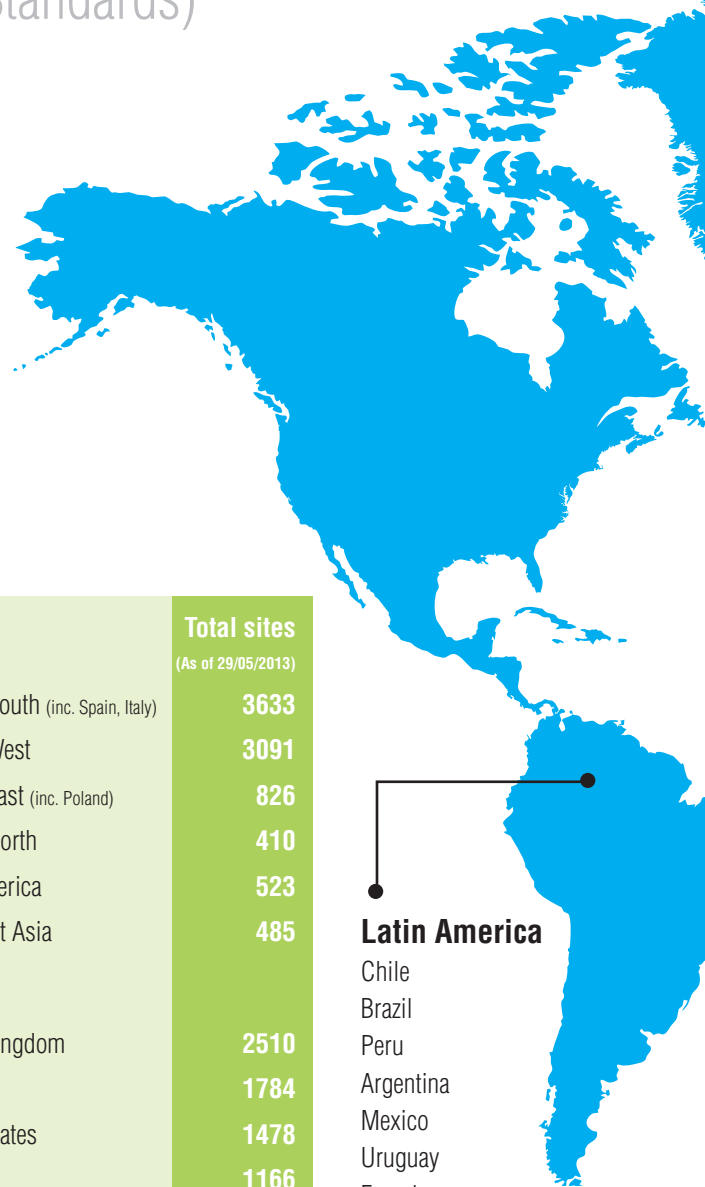 Standards)
Total sites
(As of 29/05/2013)
outh (inc. Spain, Italy) 3633
Vest 3091
ast (inc. Poland) 826
orth 410
erica 523
t Asia 485
ngdom 2510
1784
ates 1478
1166
Latin America
Chile
Brazil
Peru
Argentina
Mexico
Uruguay